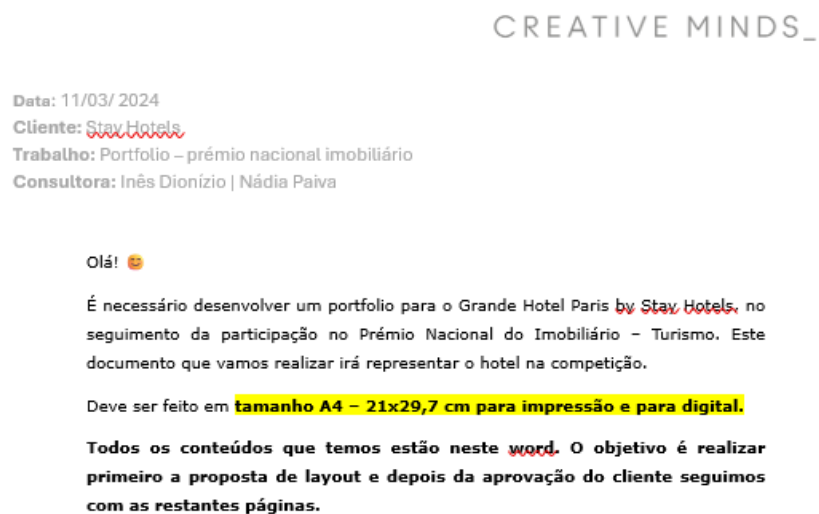 CREATIVE MINDS_
Data: 11/03/ 2024
Cliente: Stay Hotels
Trabalho: Portfolio – prémio nacional imobiliário
Consultora: Inês Dionízio | Nádia Paiva
Olá! 😊
É necessário desenvolver um portfolio para o Grande Hotel Paris by Stay Hotels, no
seguimento da participação no Prémio Nacional do Imobiliário – Turismo. Este
documento que vamos realizar irá representar o hotel na competição.
Deve ser feito em tamanho A4 – 21x29,7 cm para impressão e para digital.
Todos os conteúdos que temos estão neste word. O objetivo é realizar
primeiro a proposta de layout e depois da aprovação do cliente seguimos
com as restantes páginas.